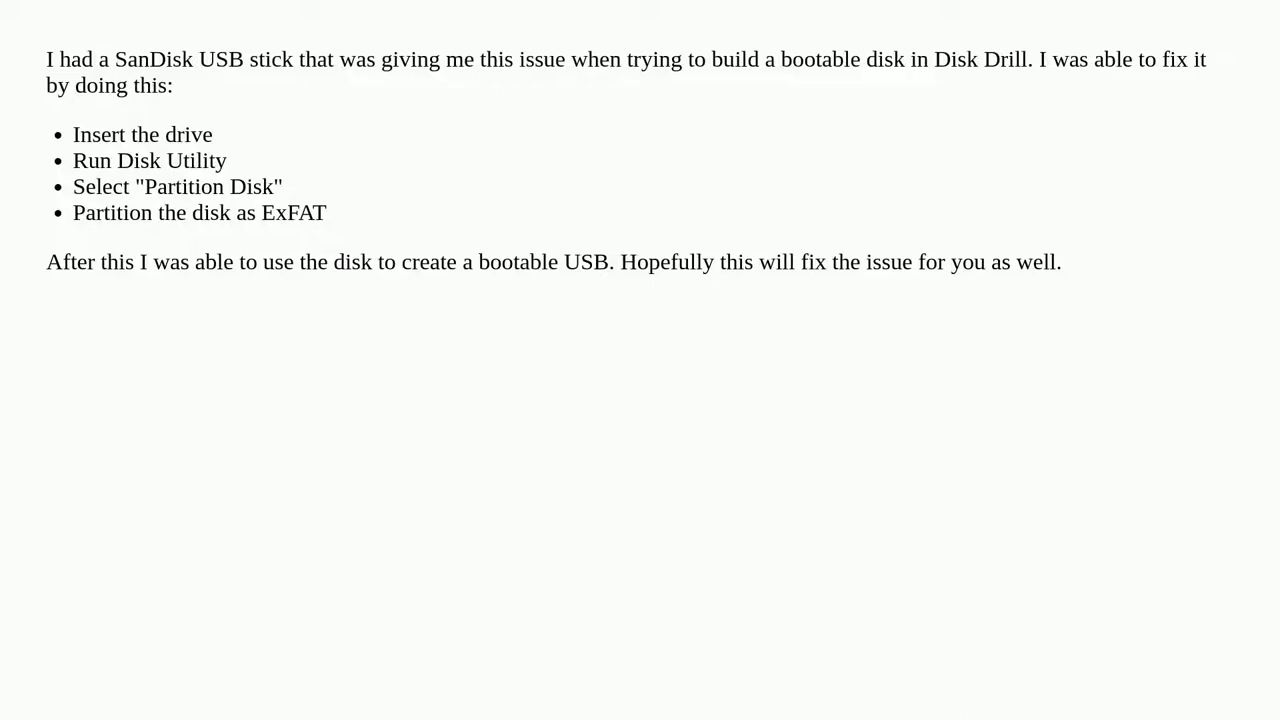 I had a SanDisk USB stick that was giving me this issue when trying to build a bootable disk in Disk Drill. I was able to fix it
by doing this:
• Insert the drive
• Run Disk Utility
• Select "Partition Disk"
• Partition the disk as ExFAT
After this I was able to use the disk to create a bootable USB. Hopefully this will fix the issue for you as well.